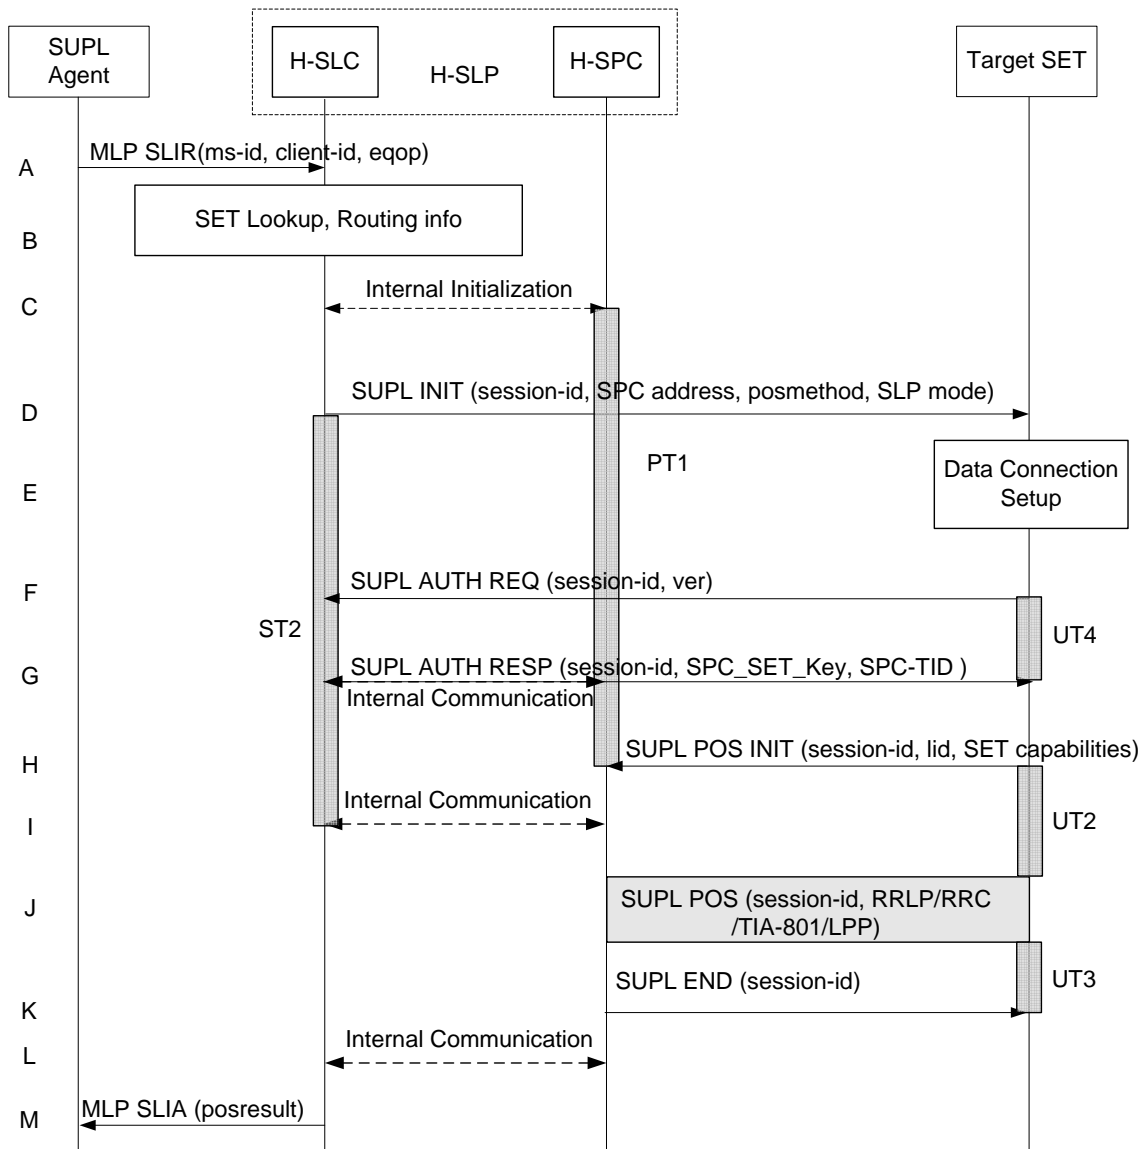 SUPL
Agent
H-SLC
H-SLP
H-SPC
Target SET
A
MLP SLIR(ms-id, client-id, eqop)
B
SET Lookup, Routing info
C
Internal Initialization
D
SUPL INIT (session-id, SPC address, posmethod, SLP mode)
PT1
E
Data Connection
Setup
F
SUPL AUTH REQ (session-id, ver)
ST2
UT4
G
SUPL AUTH RESP (session-id, SPC_SET_Key, SPC-TID )
Internal Communication
H
SUPL POS INIT (session-id, lid, SET capabilities)
I
Internal Communication
UT2
J
SUPL POS (session-id, RRLP/RRC
/TIA-801/LPP)
K
SUPL END (session-id)
UT3
L
Internal Communication
M
MLP SLIA (posresult)